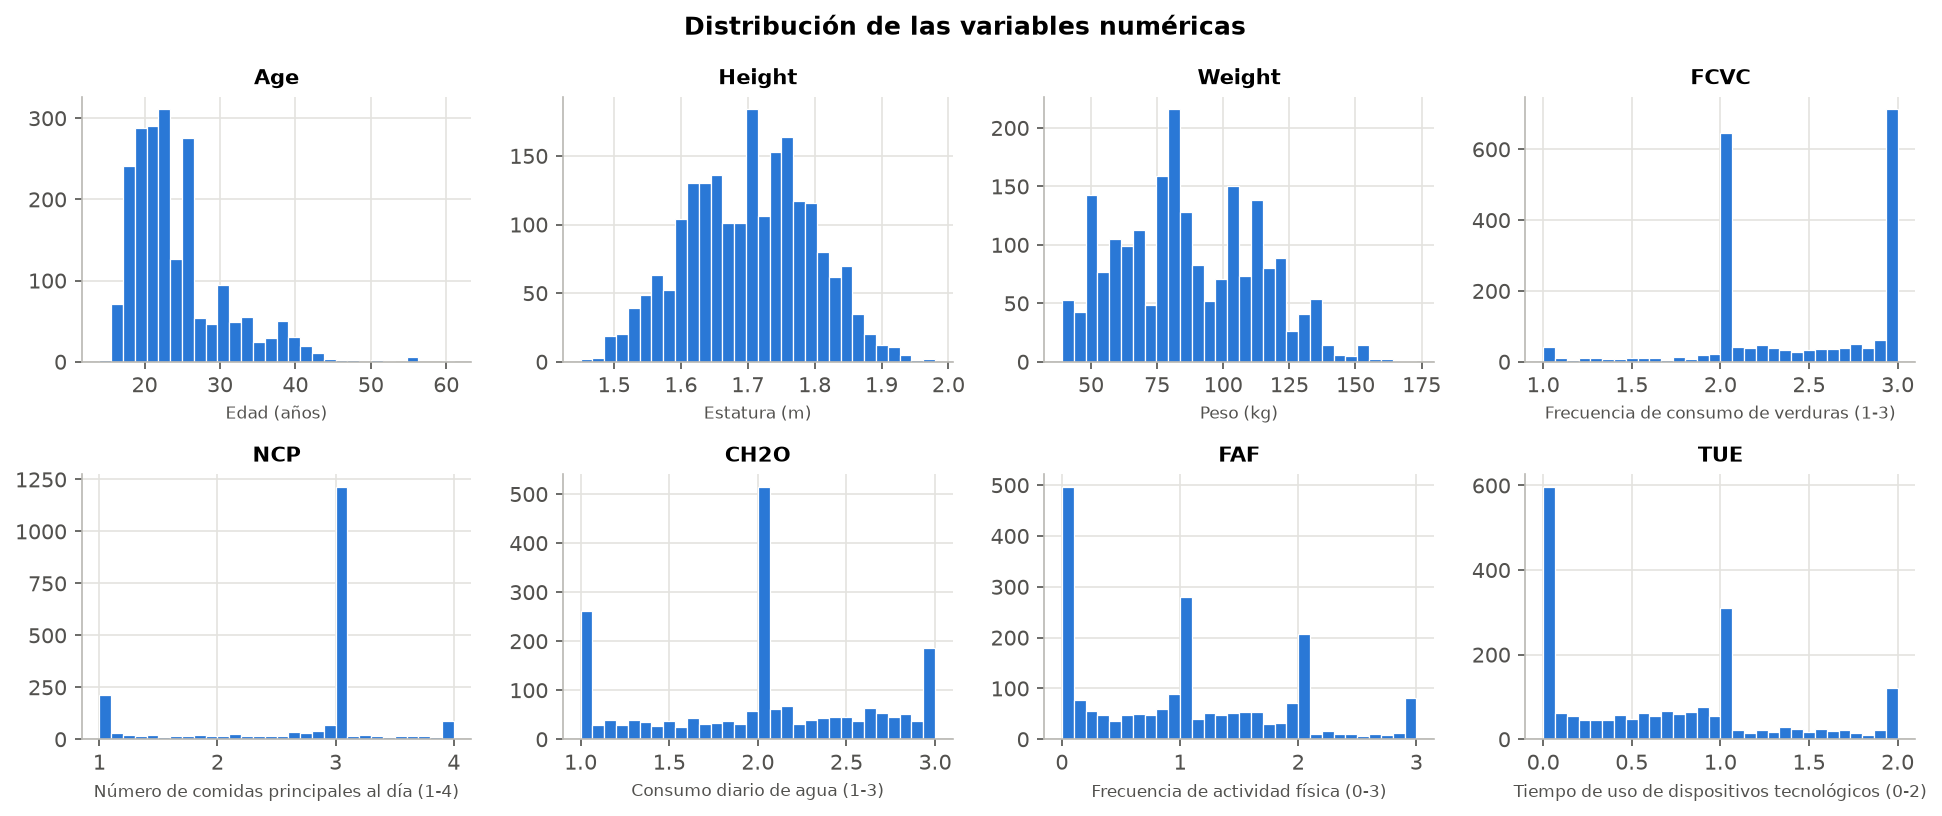 Distribución de las variables numéricas
Age
300
200
100
0
20 30 40 50 60
Edad (años)
Height
150
100
50
0
1.5 1.6 1.7 1.8 1.9 2.0
Estatura (m)
Weight
200
150
100
50
0
50 75 100 125 150 175
Peso (kg)
FCVC
600
400
200
0
1.0 1.5 2.0 2.5 3.0
Frecuencia de consumo de verduras (1-3)
NCP
1250
1000
750
500
250
0
1 2 3 4
Número de comidas principales al día (1-4)
CH2O
500
400
300
200
100
0
1.0 1.5 2.0 2.5 3.0
Consumo diario de agua (1-3)
FAF
500
400
300
200
100
0
0 1 2 3
Frecuencia de actividad física (0-3)
TUE
600
400
200
0
0.0 0.5 1.0 1.5 2.0
Tiempo de uso de dispositivos tecnológicos (0-2)